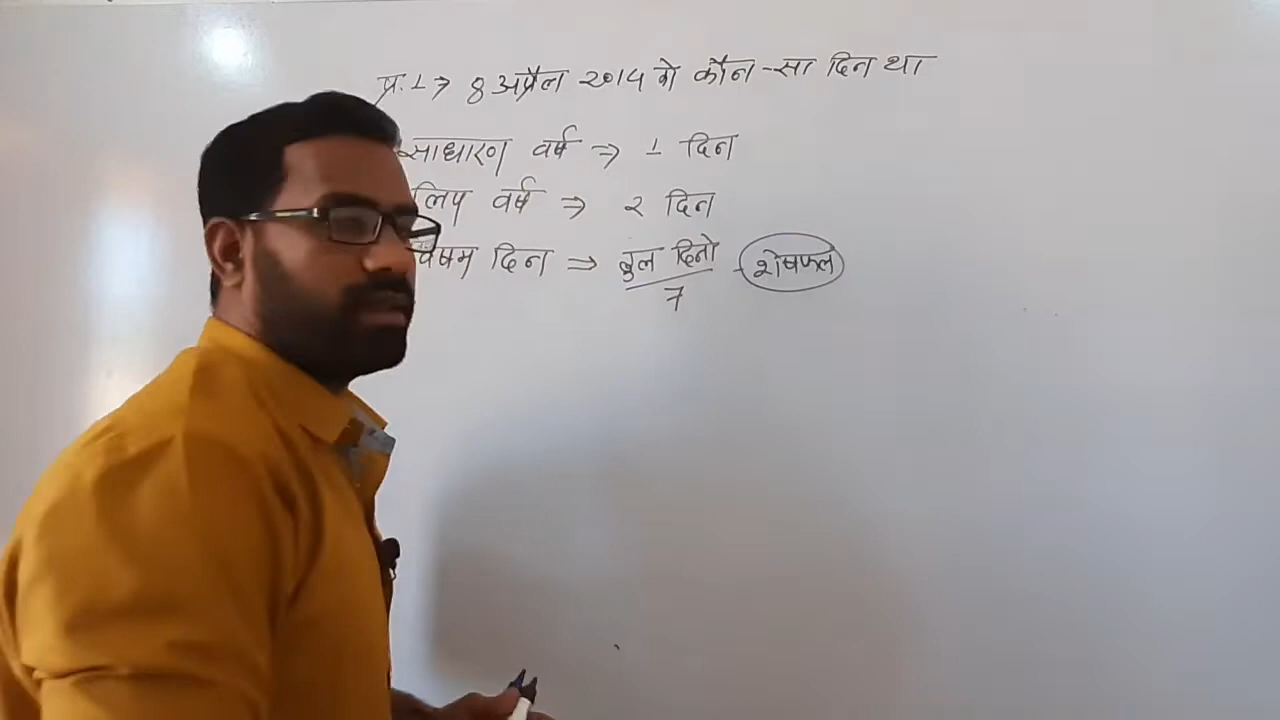 प्र.1→ 8 अप्रैल 2014 को कौन-सा दिन था
साधारण वर्ष ⇒ 1 दिन
लिप वर्ष ⇒ 2 दिन
विषम दिन ⇒ कुल दिनो / 7 - शेषफल